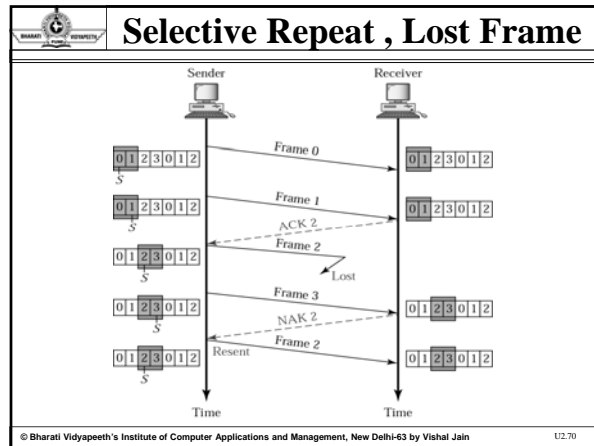 BHARATI VIDYAPEETH
PUNE
Selective Repeat , Lost Frame
Sender Receiver
0 1 2 3 0 1 2 Frame 0 0 1 2 3 0 1 2
S
Frame 1
0 1 2 3 0 1 2 0 1 2 3 0 1 2
S ACK 2
Frame 2
0 1 2 3 0 1 2
S Lost
Frame 3
0 1 2 3 0 1 2 0 1 2 3 0 1 2
S NAK 2
Frame 2
0 1 2 3 0 1 2 Resent 0 1 2 3 0 1 2
S
Time Time
© Bharati Vidyapeeth's Institute of Computer Applications and Management, New Delhi-63 by Vishal Jain U2.70